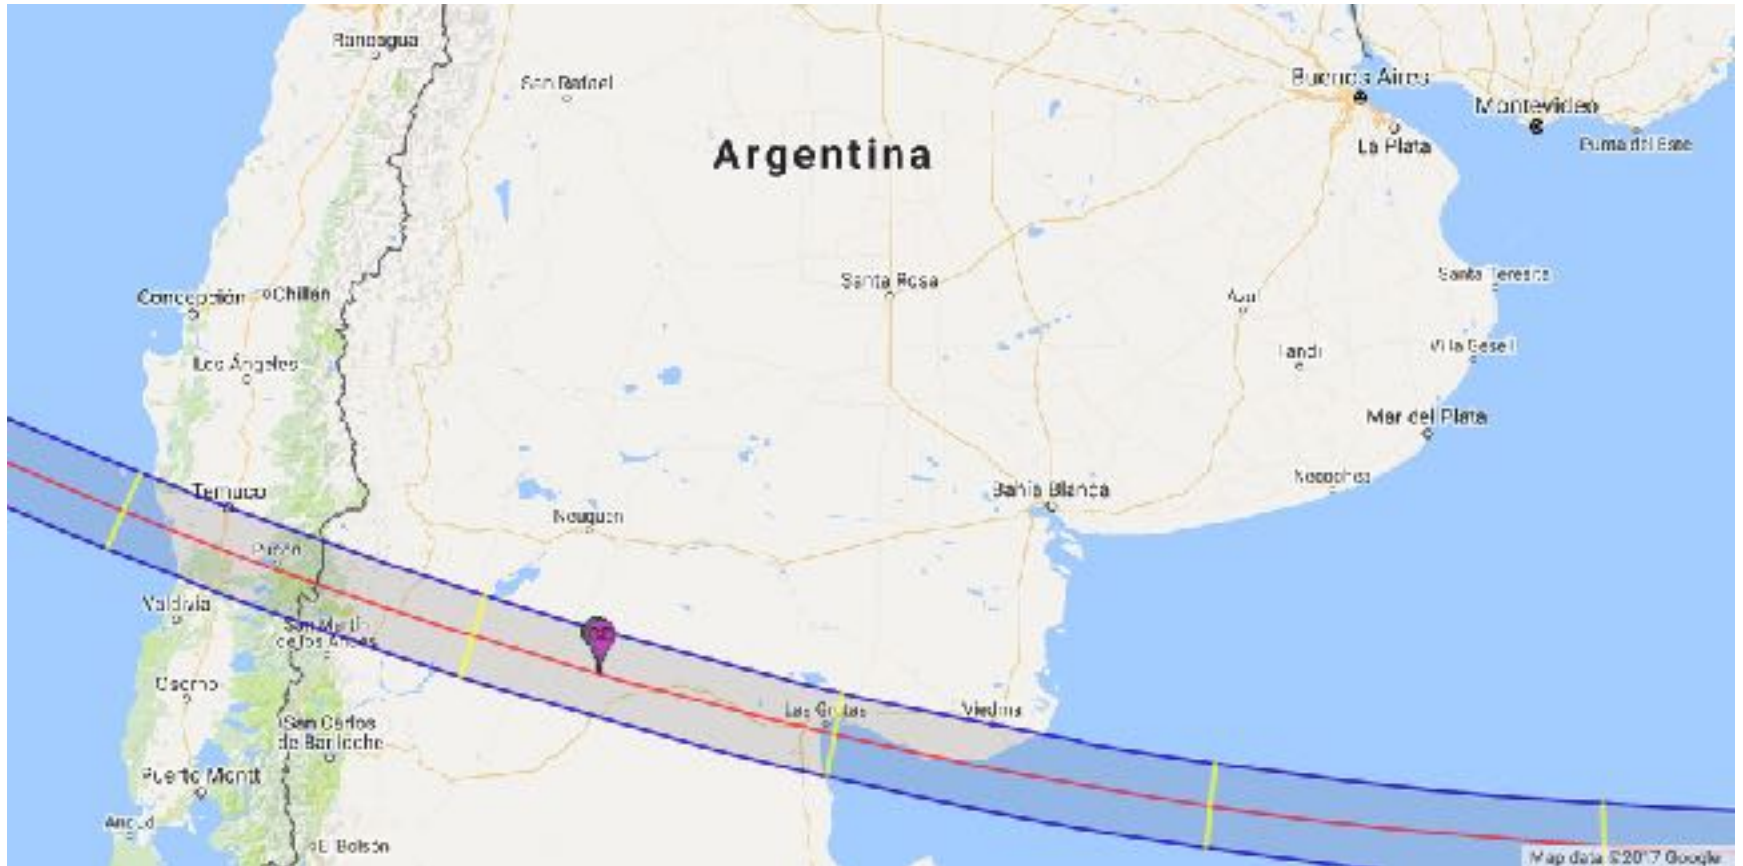 Rancagua
San Rafael
Buenos Aires
Montevideo
Argentina
La Plata
Punta del Este
Santa Rosa
Santa Teresita
Concepción
Chillán
Azul
Villa Gesell
Tandil
Los Ángeles
Mar del Plata
Necochea
Temuco
Bahía Blanca
Neuquén
Pucón
Valdivia
San Martín
de los Andes
Osorno
Las Grutas
Viedma
San Carlos
de Bariloche
Puerto Montt
Ancud
El Bolsón
Map data ©2017 Google